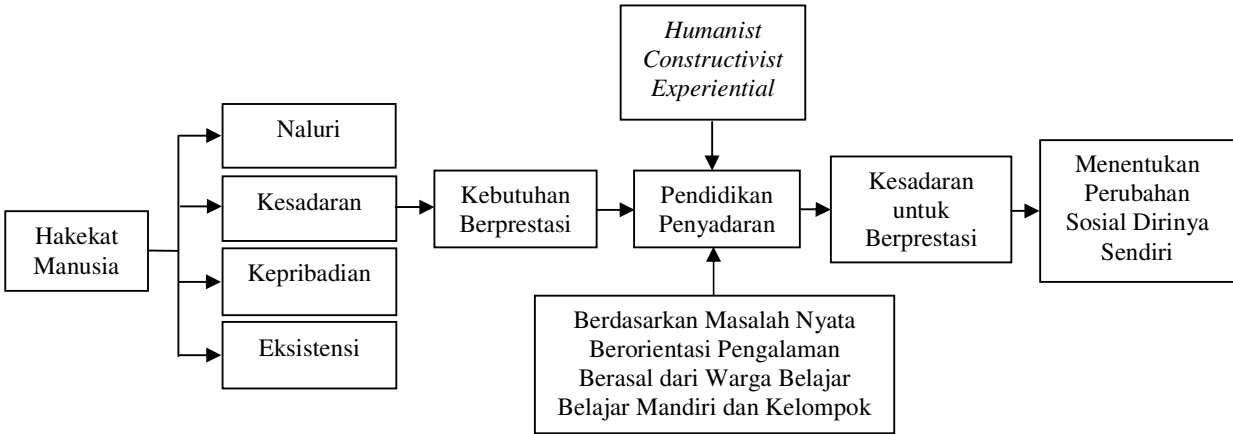 Hakekat
Manusia
Naluri
Kesadaran
Kepribadian
Eksistensi
Kebutuhan
Berprestasi
Humanist
Constructivist
Experiential
Pendidikan
Penyadaran
Berdasarkan Masalah Nyata
Berorientasi Pengalaman
Berasal dari Warga Belajar
Belajar Mandiri dan Kelompok
Kesadaran
untuk
Berprestasi
Menentukan
Perubahan
Sosial Dirinya
Sendiri